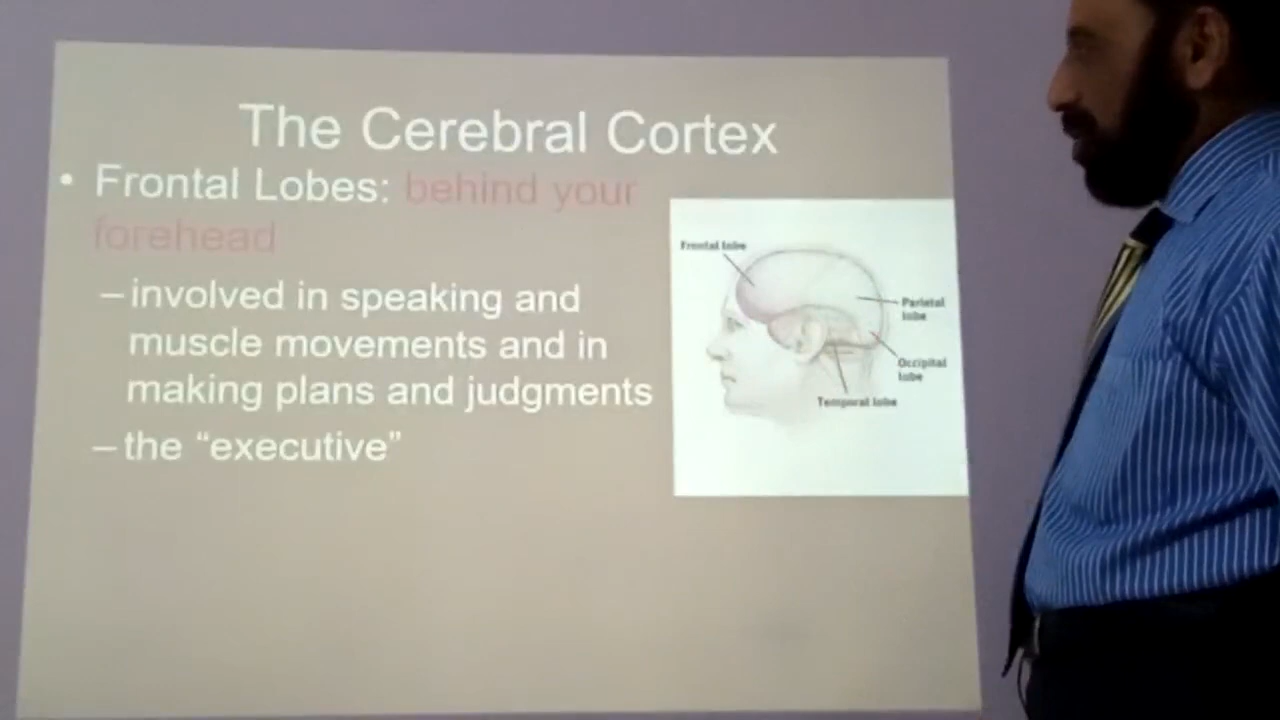 The Cerebral Cortex
• Frontal Lobes: behind your
forehead
– involved in speaking and
muscle movements and in
making plans and judgments
– the “executive”
Frontal lobe
Parietal
lobe
Occipital
lobe
Temporal lobe